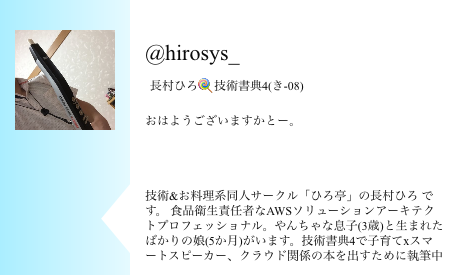 @hirosys_
長村ひろ🍭技術書典4(き-08)
おはようございますかとー。
技術&お料理系同人サークル「ひろ亭」の長村ひろ で
す。 食品衛生責任者なAWSソリューションアーキテク
トプロフェッショナル。やんちゃな息子(3歳)と生まれた
ばかりの娘(5か月)がいます。技術書典4で子育てxスマ
ートスピーカー、クラウド関係の本を出すために執筆中